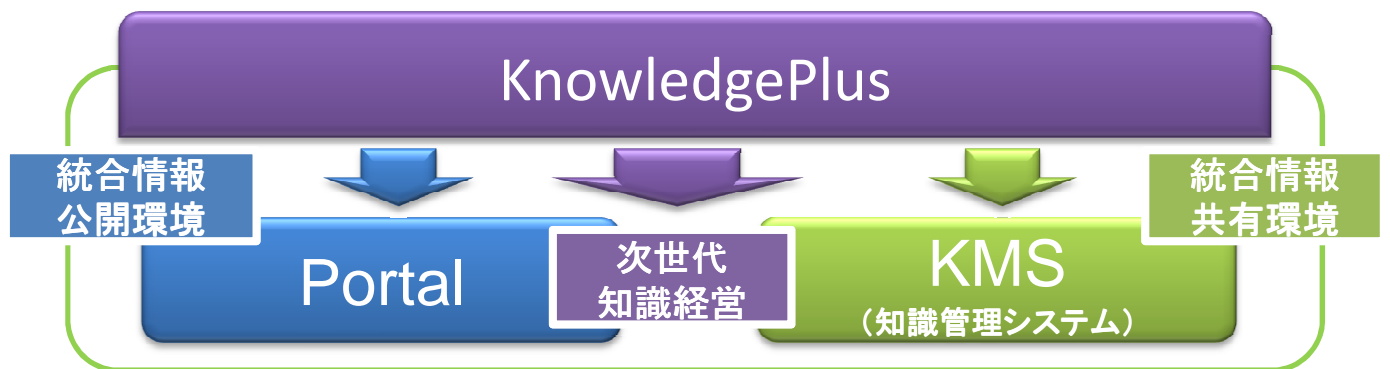 KnowledgePlus
統合情報
公開環境
統合情報
共有環境
Portal
次世代
知識経営
KMS
（知識管理システム）